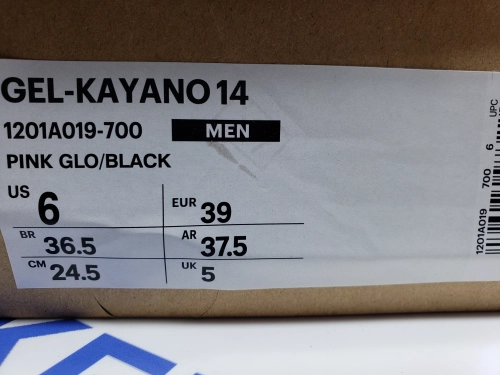 GEL-KAYANO 14
1201A019-700 MEN
PINK GLO/BLACK
US 6 EUR 39
BR 36.5 AR 37.5
CM 24.5 UK 5
1201A019 700 6 UPC